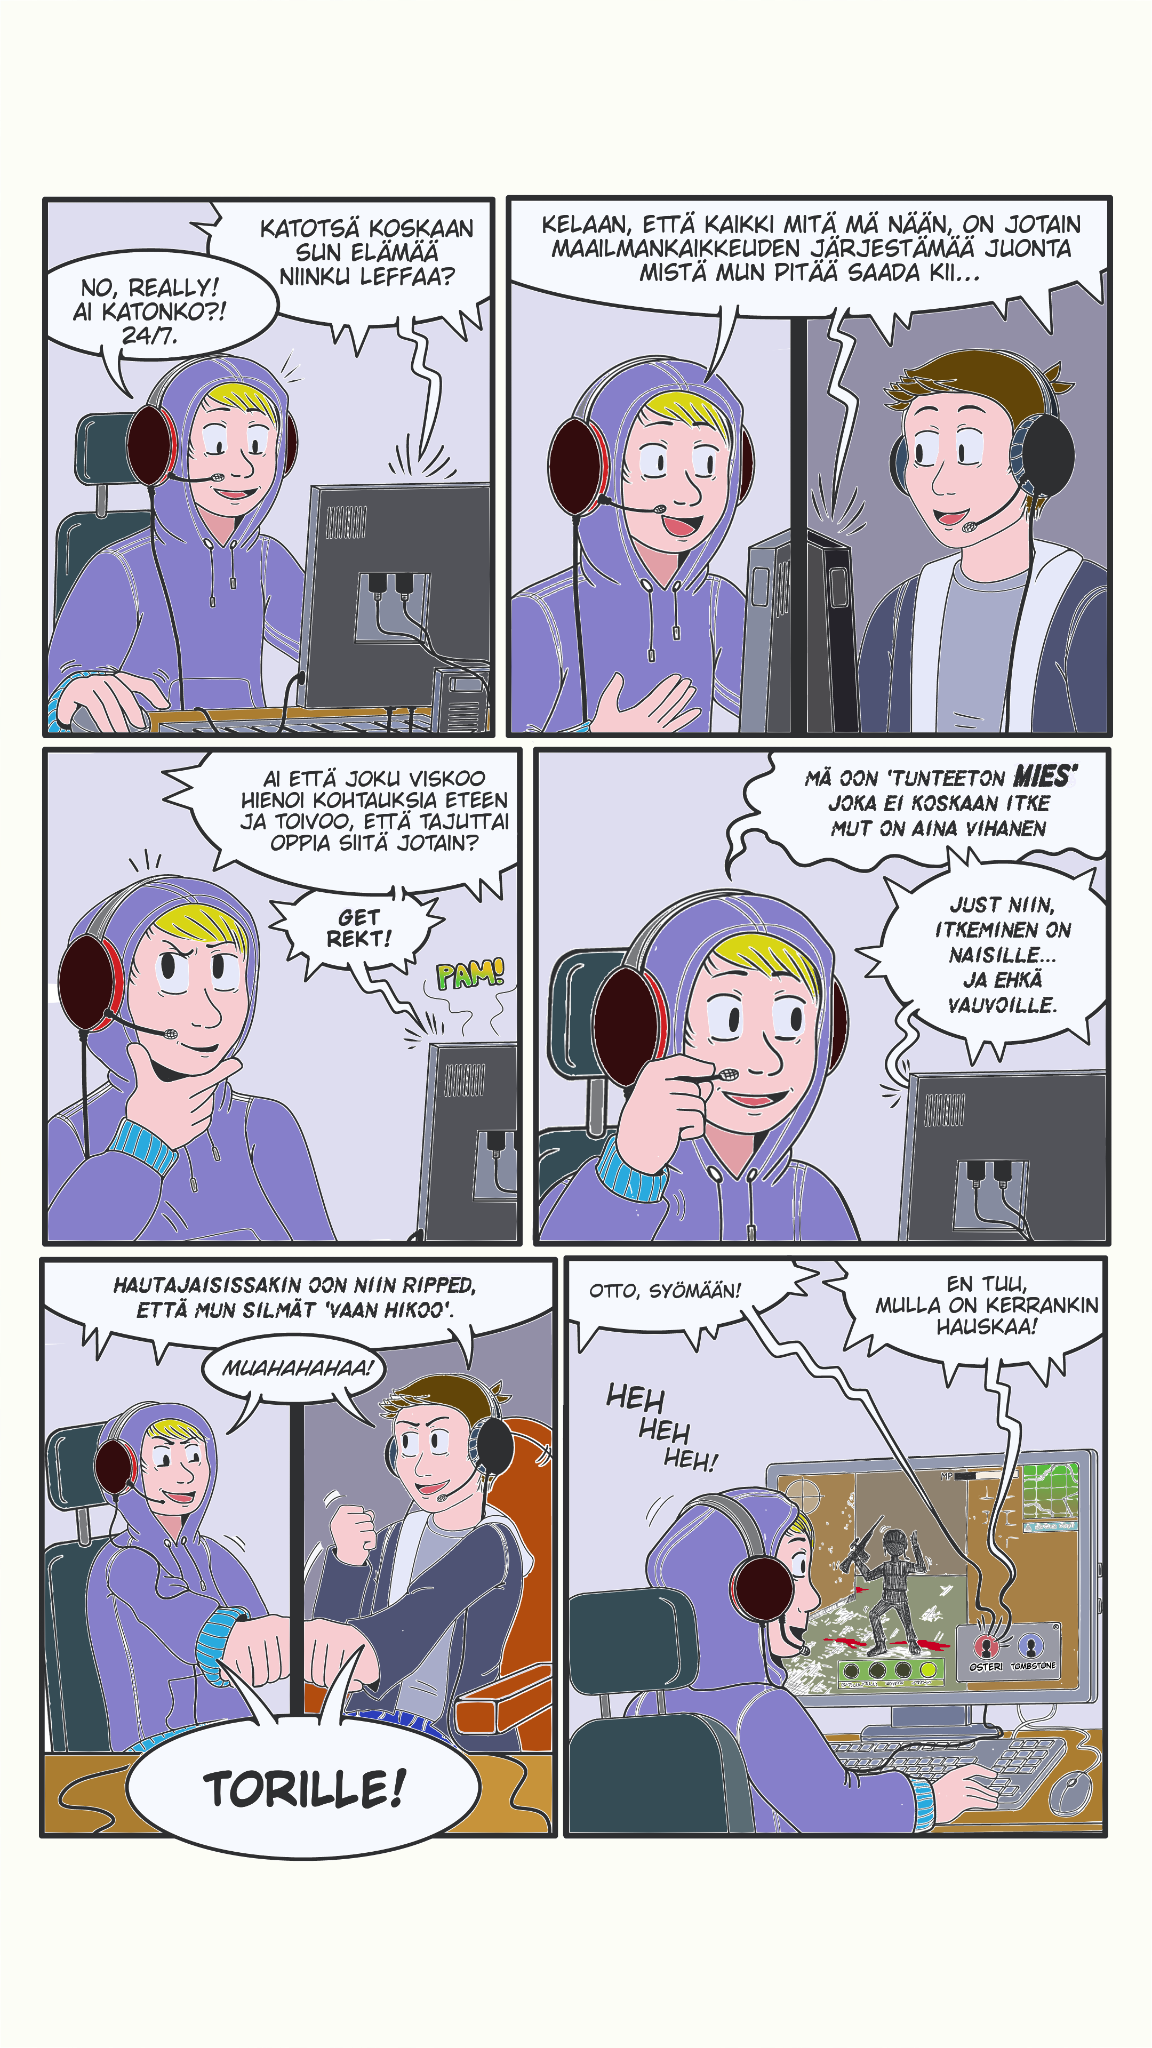 KATOTSÄ KOSKAAN
SUN ELÄMÄÄ
NIINKU LEFFAA?
NO, REALLY!
AI KATONKO?!
24/7.
KELAAN, ETTÄ KAIKKI MITÄ MÄ NÄÄN, ON JOTAIN
MAAILMANKAIKKEUDEN JÄRJESTÄMÄÄ JUONTA
MISTÄ MUN PITÄÄ SAADA KII...
AI ETTÄ JOKU VISKOO
HIENOI KOHTAUKSIA ETEEN
JA TOIVOO, ETTÄ TAJUTTAI
OPPIA SIITÄ JOTAIN?
GET
REKT!
PAM!
MÄ OON 'TUNTEETON MIES'
JOKA EI KOSKAAN ITKE
MUT ON AINA VIHANEN
JUST NIIN,
ITKEMINEN ON
NAISILLE...
JA EHKÄ
VAUVOILLE.
HAUTAJAISISSAKIN OON NIIN RIPPED,
ETTÄ MUN SILMÄT 'VAAN HIKOO'.
MUAHAHAHAA!
TORILLE!
OTTO, SYÖMÄÄN!
EN TUU,
MULLA ON KERRANKIN
HAUSKAA!
HEH
HEH
HEH!
OSTERI TOMBSTONE